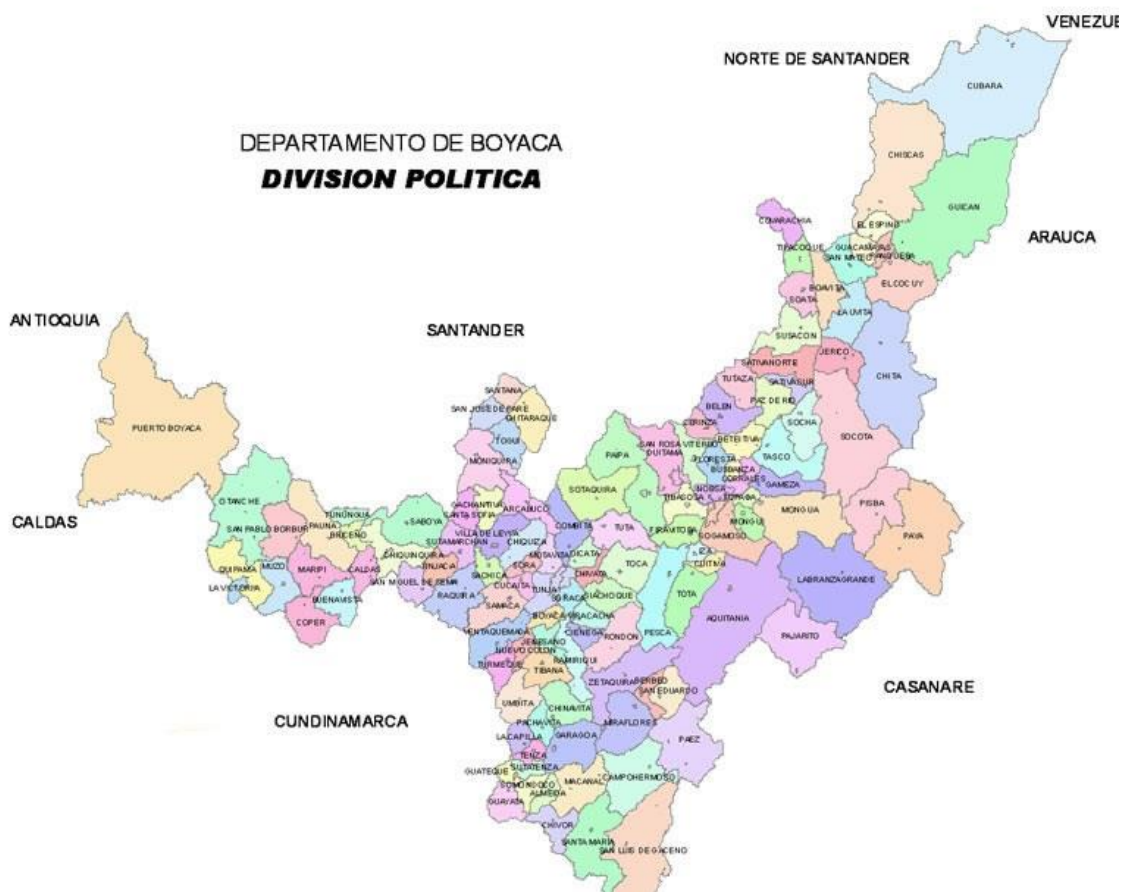 VENEZUE
NORTE DE SANTANDER
CUBARA
DEPARTAMENTO DE BOYACA
DIVISION POLITICA
CHISCAS
GUICAN
COVARACHIA
EL ESPINO
ARAUCA
TIPACOQUE
GUACAMAYAS
SAN MATEO
PANQUEBA
EL COCUY
BOAVITA
SOATA
LA UVITA
ANTIOQUIA
SANTANDER
SUSACON
JERICO
SATIVANORTE
CHITA
TUTAZA
SATIVASUR
SANTANA
PAZ DE RIO
SAN JOSE DE PARE
CHITARAQUE
BELEN
CERINZA
SOCHA
PUERTO BOYACA
TOGUI
BETEITIVA
SOCOTA
SAN ROSA VITERBO
DUITAMA
PAIPA
FLORESTA
TASCO
MONIQUIRA
BUSBANZA
CORRALES
GAMEZA
SOTAQUIRA
NOBSA
TIBASOSA
TOPAGA
OTANCHE
GACHANTIVA
ARCABUCO
SANTA SOFIA
PISBA
MONGUA
TUNUNGUA
SABOYA
SAN PABLO BORBUR
PAUNA
BRICEÑO
COMBITA
TUTA
FIRAVITOBA
MONGUI
SOGAMOSO
PAYA
CALDAS
VILLA DE LEYVA
SUTAMARCHAN
CHIQUIZA
MOTAVITA
OICATA
CHIQUINQUIRA
TINJACA
SORA
CHIVATA
TOCA
IZA
CUITIVA
QUIPAMA
MUZO
MARIPI
CALDAS
SAN MIGUEL DE SEMA
SACHICA
CUCAITA
TUNJA
LABRANZAGRANDE
LA VICTORIA
BUENAVISTA
RAQUIRA
SAMACA
SORACA
SIACHOQUE
TOTA
AQUITANIA
COPER
BOYACA
VIRACACHA
VENTAQUEMADA
CIENEGA
RONDON
PESCA
PAJARITO
JENESANO
NUEVO COLON
TURMEQUE
TIBANA
RAMIRIQUI
ZETAQUIRA
BERBEO
SAN EDUARDO
CASANARE
UMBITA
CHINAVITA
CUNDINAMARCA
PACHAVITA
MIRAFLORES
LA CAPILLA
GARAGOA
PAEZ
TENZA
SUTATENZA
GUATEQUE
SOMONDOCO
MACANAL
CAMPOHERMOSO
ALMEIDA
GUAYATA
CHIVOR
SANTA MARÍA
SAN LUIS DE GACENO